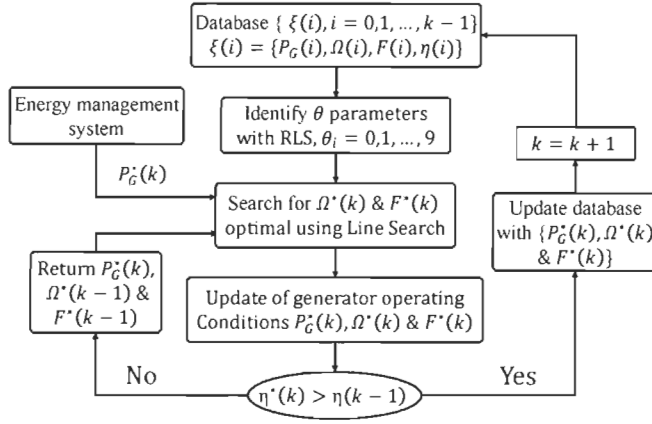 Database { ξ(i), i = 0,1, ..., k − 1}
ξ(i) = {P_G(i), Ω(i), F(i), η(i)}
Energy management
system
Identify θ parameters
with RLS, θ_i = 0,1, ..., 9
k = k + 1
P_G^*(k)
Search for Ω^*(k) & F^*(k)
optimal using Line Search
Update database
with {P_G^*(k), Ω^*(k)
& F^*(k)}
Return P_G^*(k),
Ω^*(k − 1) &
F^*(k − 1)
Update of generator operating
Conditions P_G^*(k), Ω^*(k) & F^*(k)
No
Yes
η^*(k) > η(k − 1)